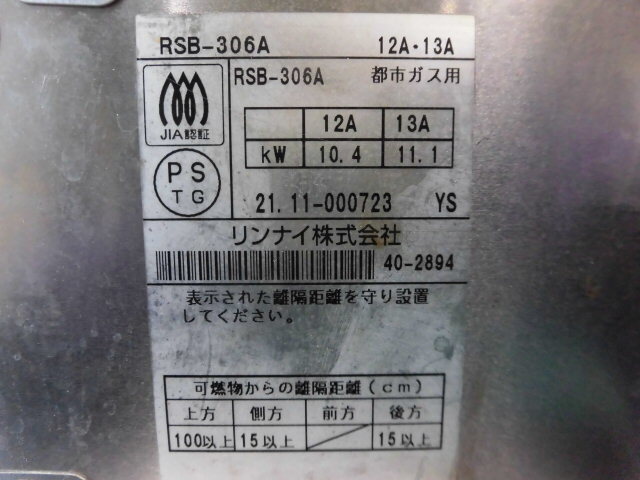 RSB-306A 12A・13A
RSB-306A 都市ガス用
JIA認証
12A 13A
kW 10.4 11.1
PS
TG
21.11-000723 YS
リンナイ株式会社
40-2894
表示された離隔距離を守り設置
してください。
可燃物からの離隔距離(cm)
上方 側方 前方 後方
100以上 15以上 15以上